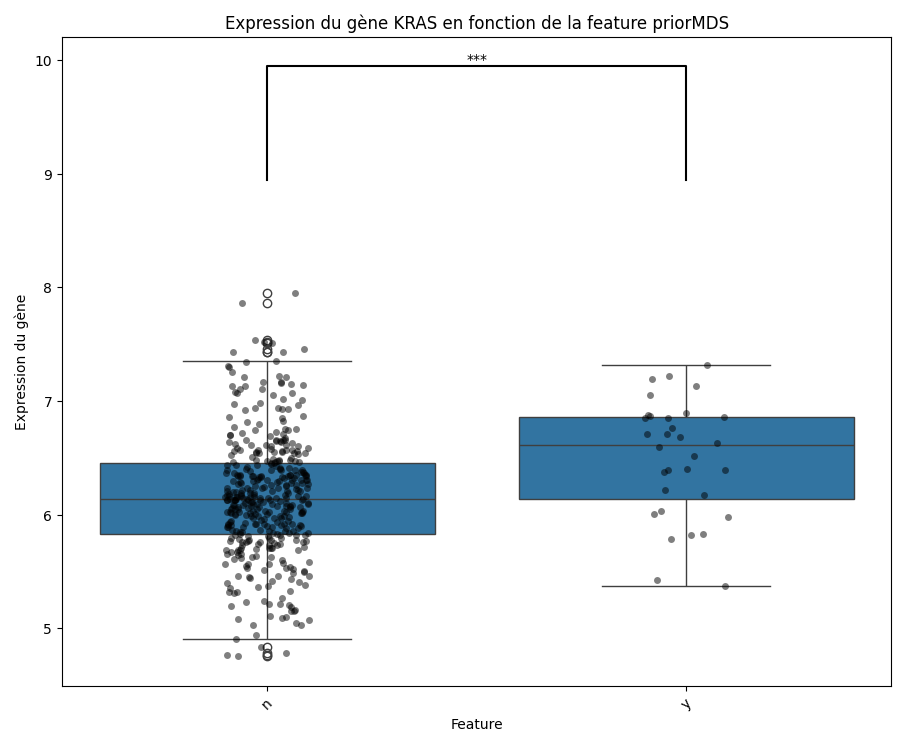 Expression du gène KRAS en fonction de la feature priorMDS
***
10
9
8
7
6
5
Expression du gène
n
y
Feature